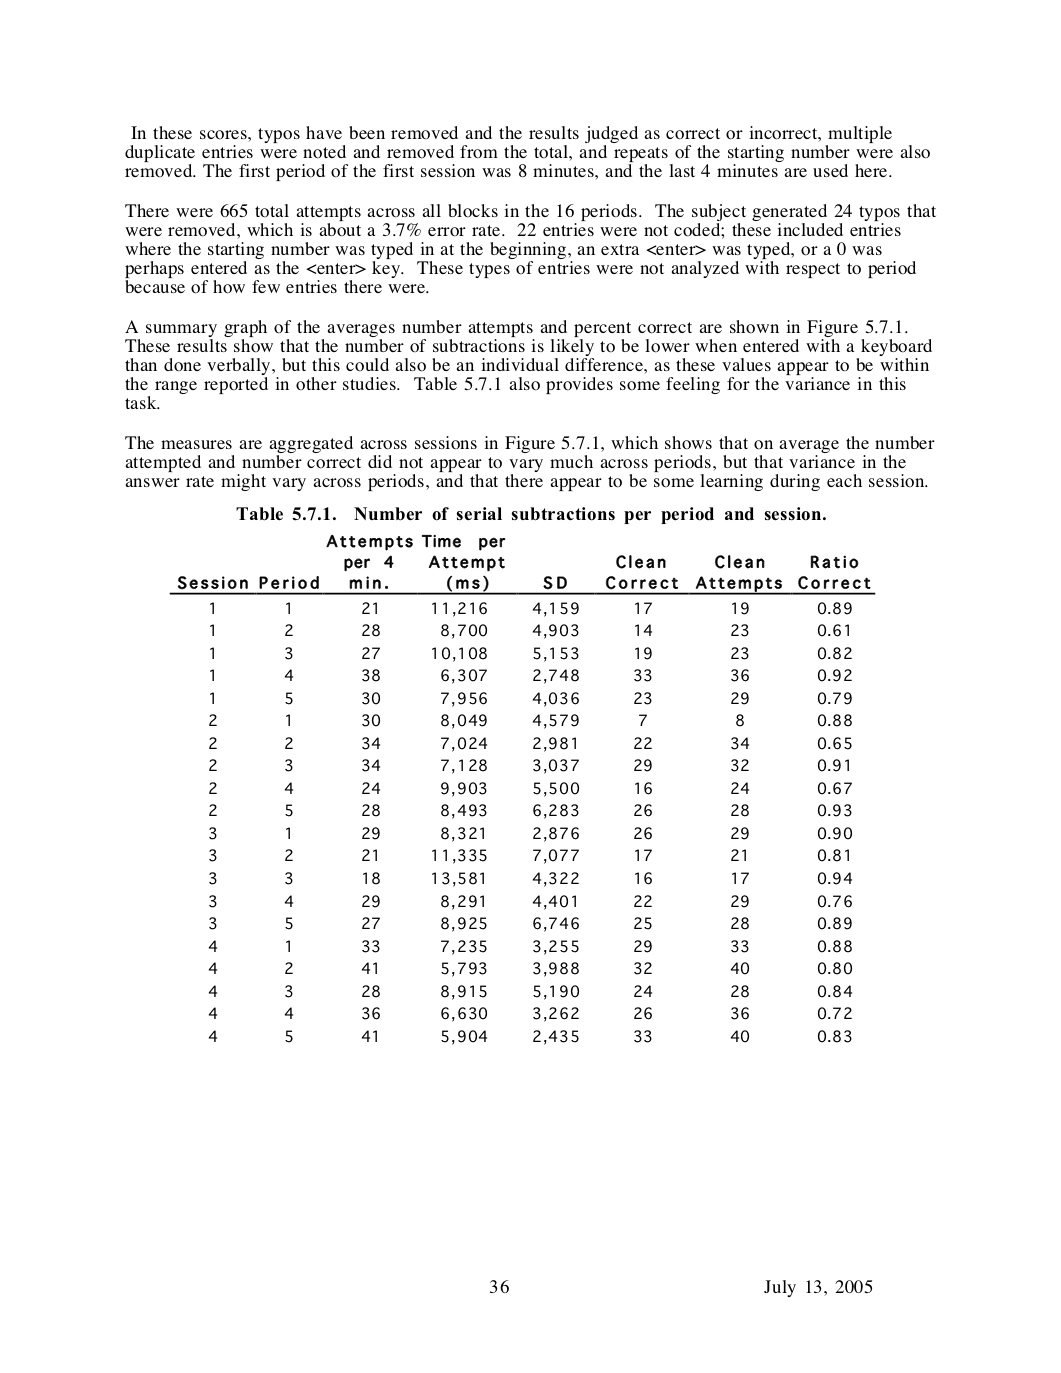 In these scores, typos have been removed and the results judged as correct or incorrect, multiple
duplicate entries were noted and removed from the total, and repeats of the starting number were also
removed. The first period of the first session was 8 minutes, and the last 4 minutes are used here.
There were 665 total attempts across all blocks in the 16 periods. The subject generated 24 typos that
were removed, which is about a 3.7% error rate. 22 entries were not coded; these included entries
where the starting number was typed in at the beginning, an extra <enter> was typed, or a 0 was
perhaps entered as the <enter> key. These types of entries were not analyzed with respect to period
because of how few entries there were.
A summary graph of the averages number attempts and percent correct are shown in Figure 5.7.1.
These results show that the number of subtractions is likely to be lower when entered with a keyboard
than done verbally, but this could also be an individual difference, as these values appear to be within
the range reported in other studies. Table 5.7.1 also provides some feeling for the variance in this
task.
The measures are aggregated across sessions in Figure 5.7.1, which shows that on average the number
attempted and number correct did not appear to vary much across periods, but that variance in the
answer rate might vary across periods, and that there appear to be some learning during each session.
Table 5.7.1. Number of serial subtractions per period and session.
Attempts Time per
per 4 Attempt Clean Clean Ratio
Session Period min. (ms) SD Correct Attempts Correct
1 1 21 11,216 4,159 17 19 0.89
1 2 28 8,700 4,903 14 23 0.61
1 3 27 10,108 5,153 19 23 0.82
1 4 38 6,307 2,748 33 36 0.92
1 5 30 7,956 4,036 23 29 0.79
2 1 30 8,049 4,579 7 8 0.88
2 2 34 7,024 2,981 22 34 0.65
2 3 34 7,128 3,037 29 32 0.91
2 4 24 9,903 5,500 16 24 0.67
2 5 28 8,493 6,283 26 28 0.93
3 1 29 8,321 2,876 26 29 0.90
3 2 21 11,335 7,077 17 21 0.81
3 3 18 13,581 4,322 16 17 0.94
3 4 29 8,291 4,401 22 29 0.76
3 5 27 8,925 6,746 25 28 0.89
4 1 33 7,235 3,255 29 33 0.88
4 2 41 5,793 3,988 32 40 0.80
4 3 28 8,915 5,190 24 28 0.84
4 4 36 6,630 3,262 26 36 0.72
4 5 41 5,904 2,435 33 40 0.83
36 July 13, 2005